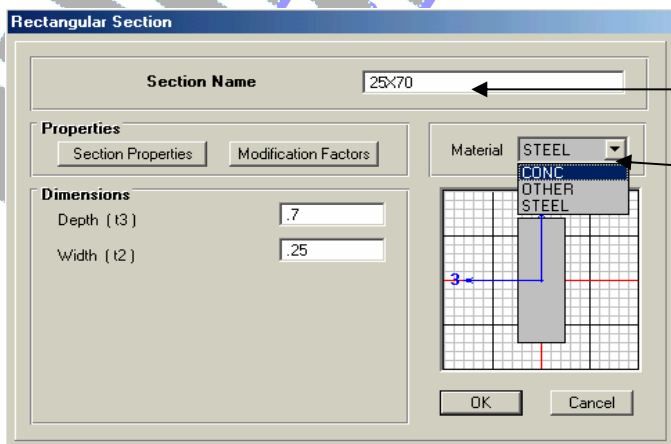 Rectangular Section
Section Name 25X70
Properties
Section Properties Modification Factors
Material STEEL
CONC
OTHER
STEEL
Dimensions
Depth ( t3 ) .7
Width ( t2 ) .25
3
OK Cancel